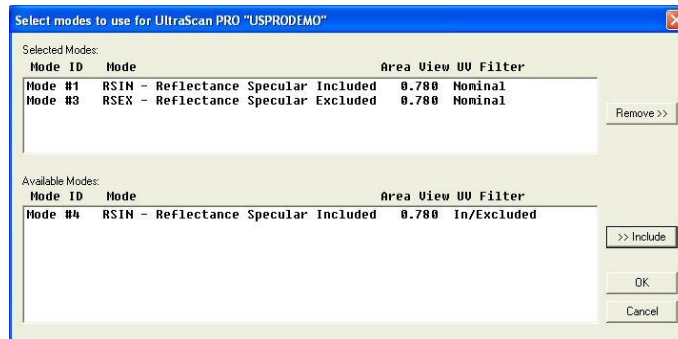 Select modes to use for UltraScan PRO "USPRODEMO"
Selected Modes:
Mode ID Mode Area View UV Filter
Mode #1 RSIN - Reflectance Specular Included 0.780 Nominal
Mode #3 RSEX - Reflectance Specular Excluded 0.780 Nominal
Remove >>
Available Modes:
Mode ID Mode Area View UV Filter
Mode #4 RSIN - Reflectance Specular Included 0.780 In/Excluded
>> Include
OK
Cancel